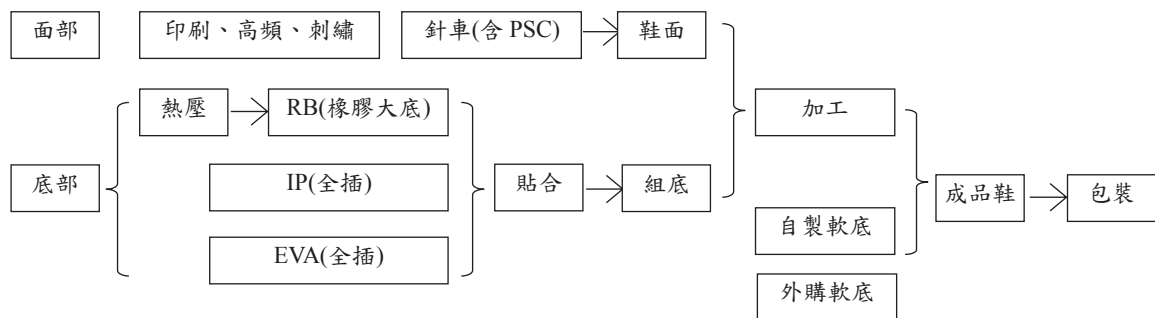 面部
印刷、高頻、刺繡
針車(含 PSC)
鞋面
熱壓
RB(橡膠大底)
加工
底部
IP(全插)
貼合
組底
成品鞋
包裝
自製軟底
EVA(全插)
外購軟底